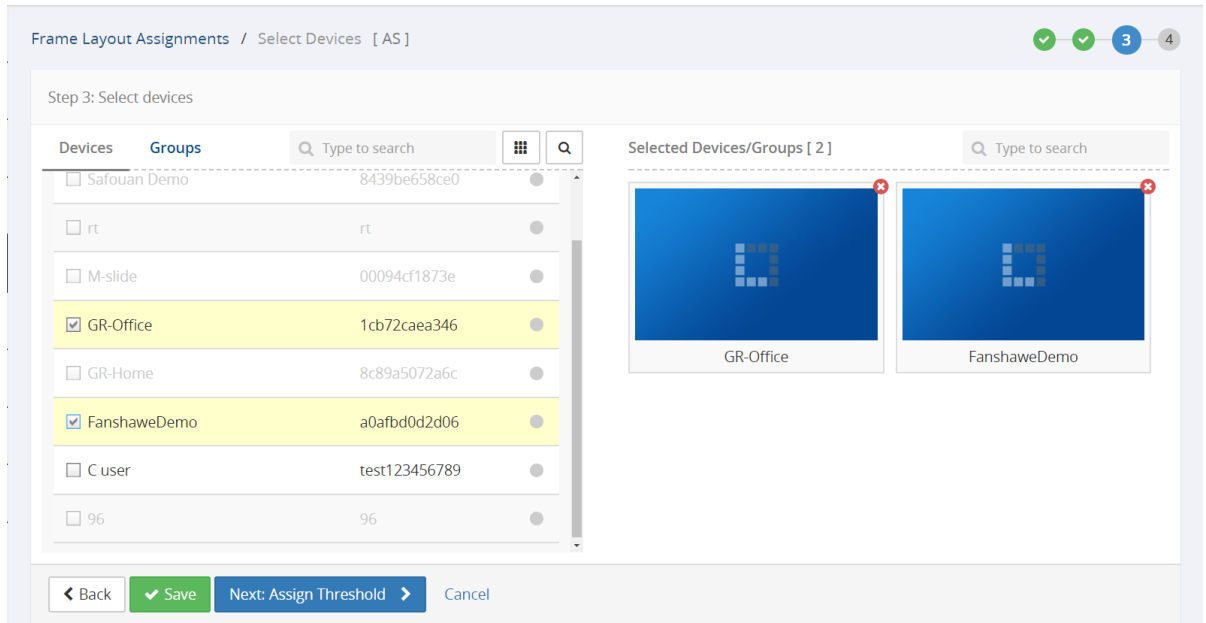 Frame Layout Assignments / Select Devices [ AS ]
3 4
Step 3: Select devices
Devices Groups Type to search
Safouan Demo 8439be658ce0
rt rt
M-slide 00094cf1873e
GR-Office 1cb72caea346
GR-Home 8c89a5072a6c
FanshaweDemo a0afbd0d2d06
C user test123456789
96 96
Selected Devices/Groups [ 2 ] Type to search
GR-Office FanshaweDemo
Back Save Next: Assign Threshold Cancel